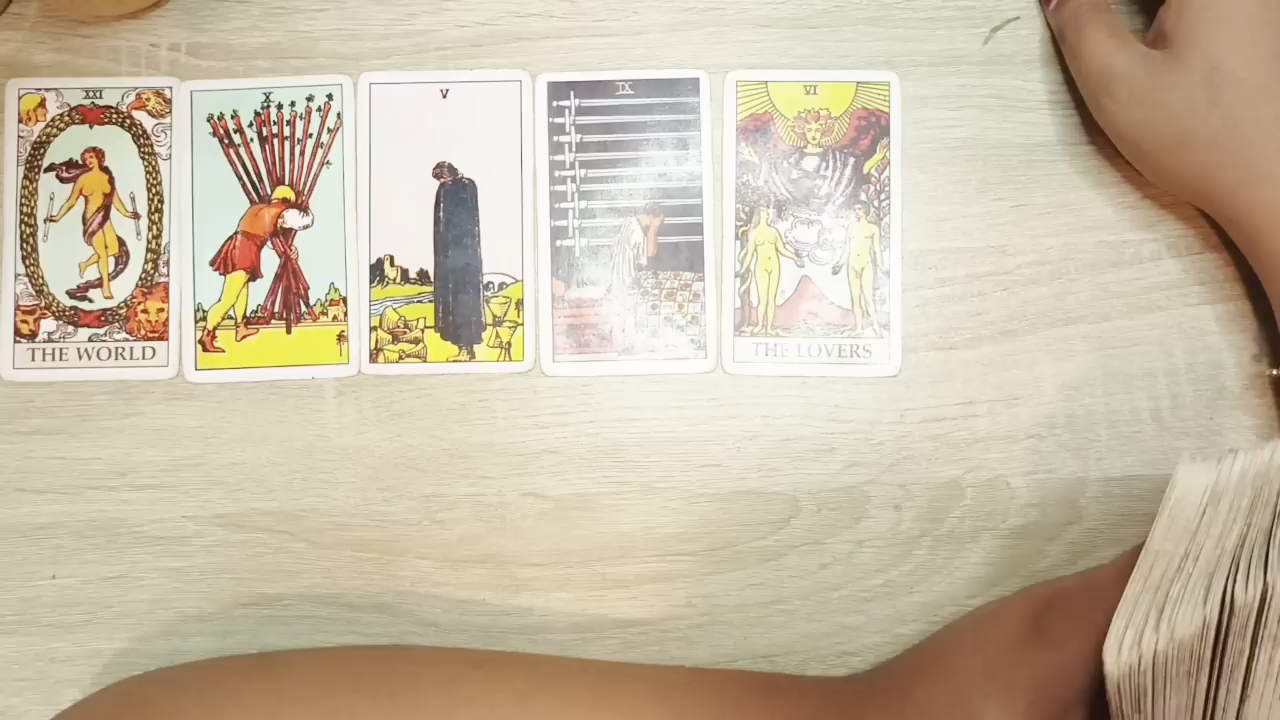 XXI
THE WORLD
X
V
IX
VI
THE LOVERS